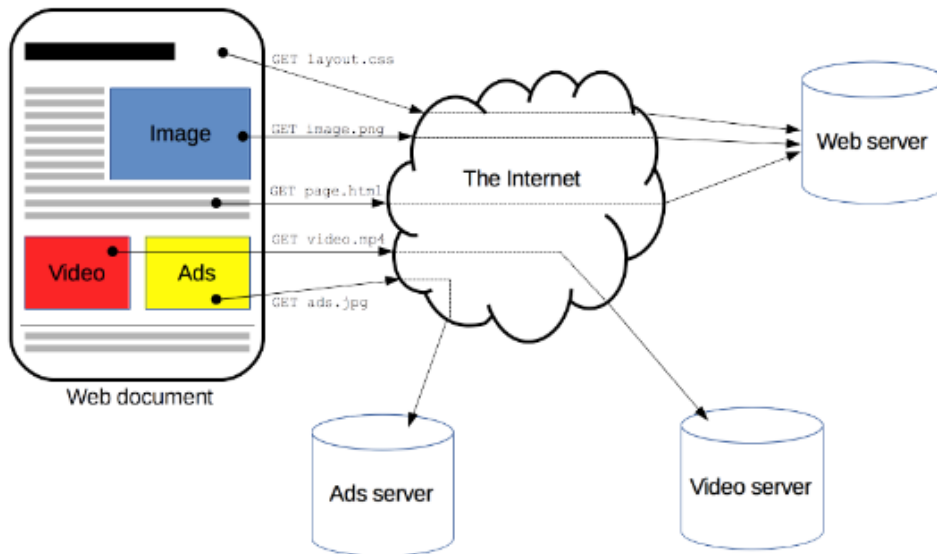 GET layout.css
Image
GET image.png
Web server
The Internet
GET page.html
GET video.mp4
Video
Ads
GET ads.jpg
Web document
Ads server
Video server